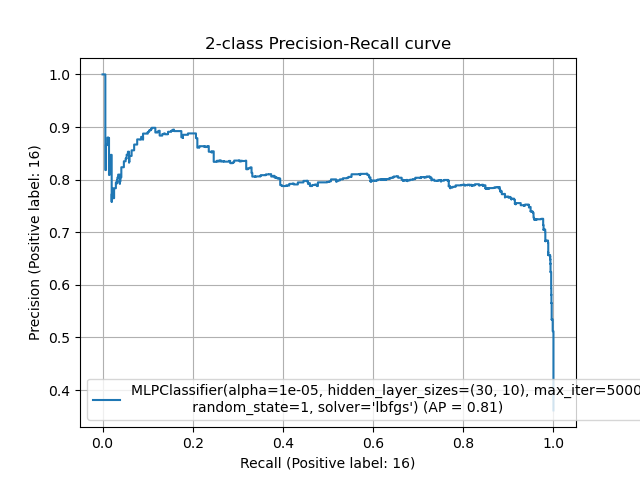 2-class Precision-Recall curve
1.0
0.9
0.8
0.7
0.6
0.5
0.4
Precision (Positive label: 16)
MLPClassifier(alpha=1e-05, hidden_layer_sizes=(30, 10), max_iter=5000
random_state=1, solver='lbfgs') (AP = 0.81)
0.0 0.2 0.4 0.6 0.8 1.0
Recall (Positive label: 16)